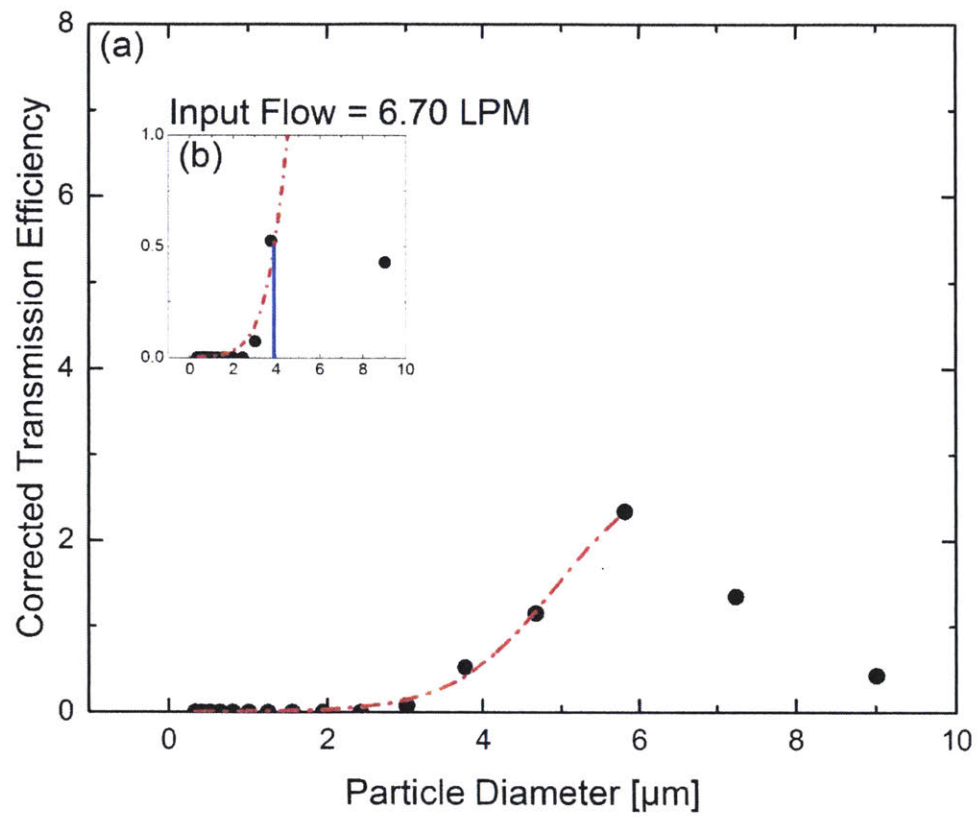 (a)
Input Flow = 6.70 LPM
(b)
1.0
0.5
0.0
0 2 4 6 8 10
8
6
4
2
0
Corrected Transmission Efficiency
0 2 4 6 8 10
Particle Diameter [µm]